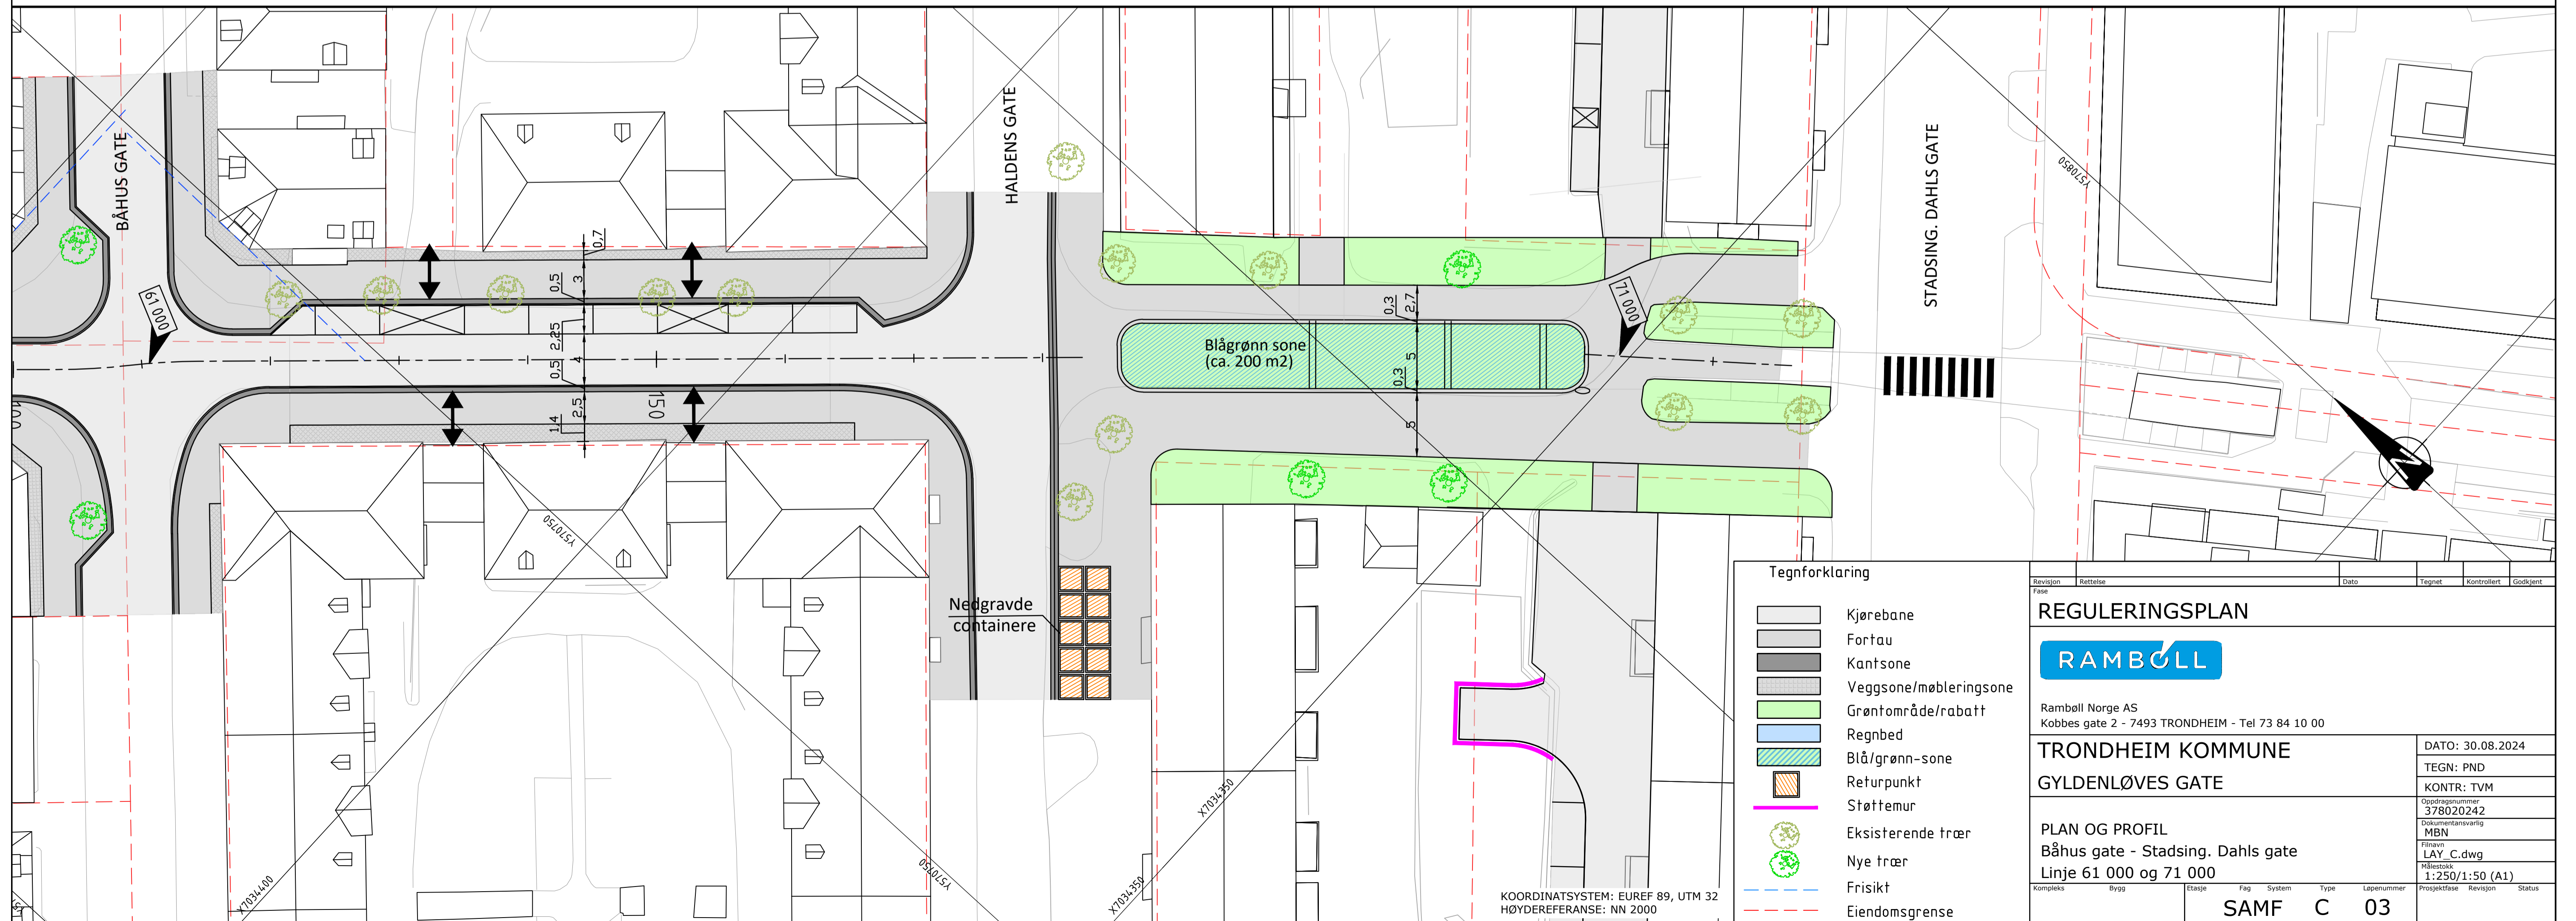 BÅHUS GATE
HALDENS GATE
STADSING. DAHLS GATE
Y57085
61 000
71 000
0,7
3
0,5
2,25
4
0,5
2,5
1,4
150
0,3
2,7
5
0,3
5
Blågrønn sone
(ca. 200 m2)
Y570750
Y570750
X7034400
X7034350
X7034350
Nedgravde
containere
N
KOORDINATSYSTEM: EUREF 89, UTM 32
HØYDEREFERANSE: NN 2000
Tegnforklaring
Kjørebane
Fortau
Kantsone
Veggsone/møbleringsone
Grøntområde/rabatt
Regnbed
Blå/grønn-sone
Returpunkt
Støttemur
Eksisterende trær
Nye trær
Frisikt
Eiendomsgrense
Revisjon Rettelse Dato Tegnet Kontrollert Godkjent
Fase
REGULERINGSPLAN
RAMBOLL
Rambøll Norge AS
Kobbes gate 2 - 7493 TRONDHEIM - Tel 73 84 10 00
TRONDHEIM KOMMUNE
GYLDENLØVES GATE
DATO: 30.08.2024
TEGN: PND
KONTR: TVM
Oppdragsnummer
378020242
Dokumentansvarlig
MBN
Filnavn
LAY_C.dwg
Målestokk
1:250/1:50 (A1)
PLAN OG PROFIL
Båhus gate - Stadsing. Dahls gate
Linje 61 000 og 71 000
Kompleks Bygg Etasje Fag System Type Løpenummer Prosjektfase Revisjon Status
SAMF C 03